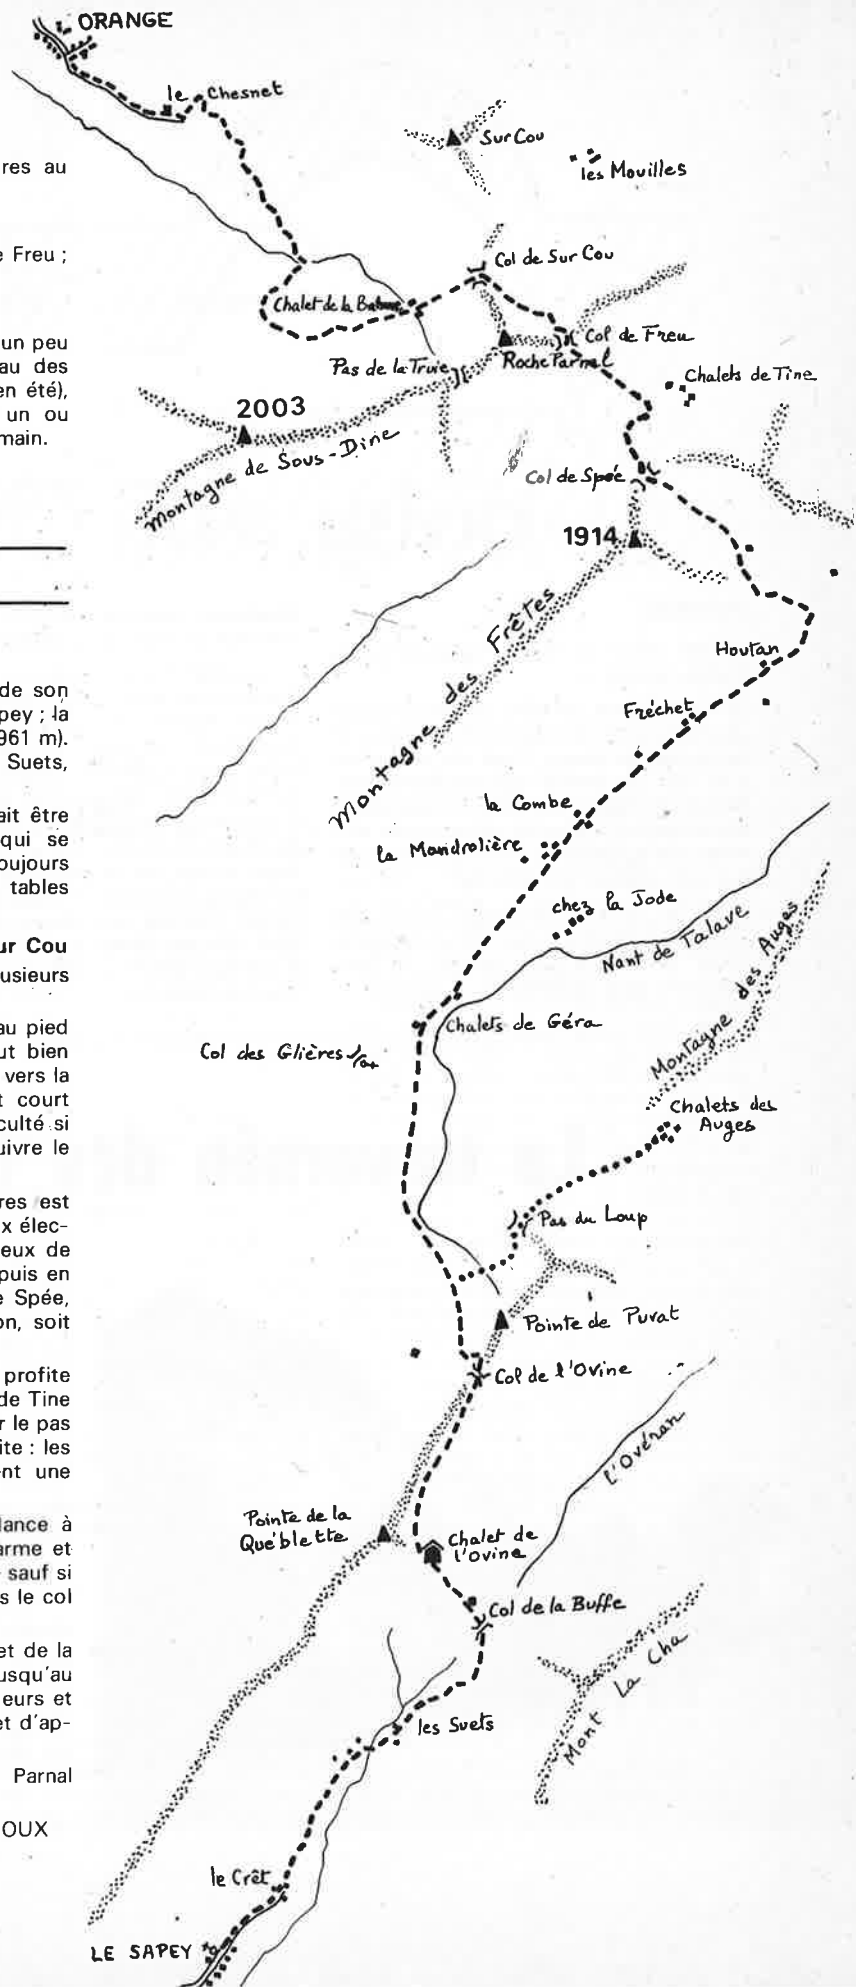 res au
e Freu ;
un peu
au des
en été),
un ou
main.
de son
pey ; la
961 m).
Suets,
ait être
qui se
oujours
tables
ur Cou
usieurs
au pied
ut bien
vers la
t court
culté si
uivre le
res est
x élec-
eux de
puis en
e Spée,
on, soit
profite
de Tine
r le pas
ite : les
nt une
lance à
arme et
sauf si
s le col
et de la
usqu'au
eurs et
et d'ap-
Parnal
OUX
ORANGE
le Chesnet
Sur Cou
les Mouilles
Col de Sur Cou
Chalet de la Balme
Col de Freu
Roche Parnal
Pas de la Truie
Chalets de Tine
2003
Montagne de Sous-Dine
Col de Spée
1914
Montagne des Frêtes
Houtan
Fréchet
la Combe
la Mandrolière
chez la Jode
Nant de Talave
Montagne des Auges
Chalets de Géra
Col des Glières
Chalets des
Auges
Pas du Loup
Pointe de Puvat
Col de l'Ovine
l'Ovéran
Pointe de la
Québlette
Chalet de
l'Ovine
Col de la Buffe
Mont La Cha
les Suets
le Crêt
LE SAPEY